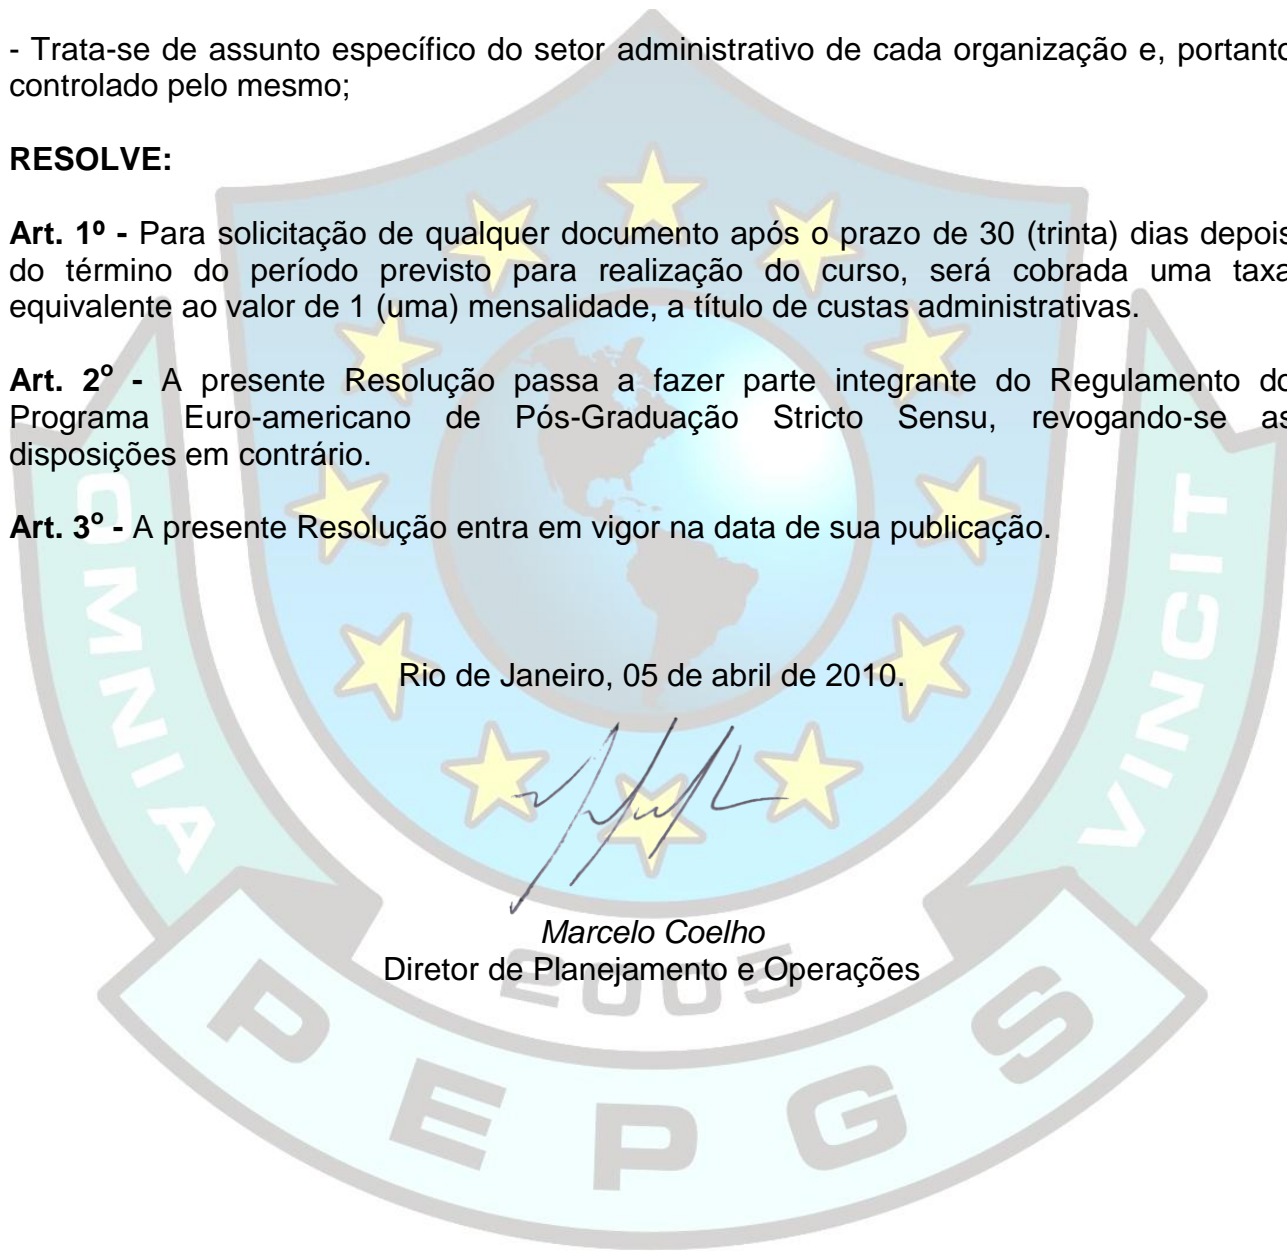 - Trata-se de assunto específico do setor administrativo de cada organização e, portanto
controlado pelo mesmo;
RESOLVE:
Art. 1º - Para solicitação de qualquer documento após o prazo de 30 (trinta) dias depois
do término do período previsto para realização do curso, será cobrada uma taxa
equivalente ao valor de 1 (uma) mensalidade, a título de custas administrativas.
Art. 2º - A presente Resolução passa a fazer parte integrante do Regulamento do
Programa Euro-americano de Pós-Graduação Stricto Sensu, revogando-se as
disposições em contrário.
Art. 3º - A presente Resolução entra em vigor na data de sua publicação.
Rio de Janeiro, 05 de abril de 2010.
Marcelo Coelho
Diretor de Planejamento e Operações
OMNIA
VINCIT
2005
PEPGS